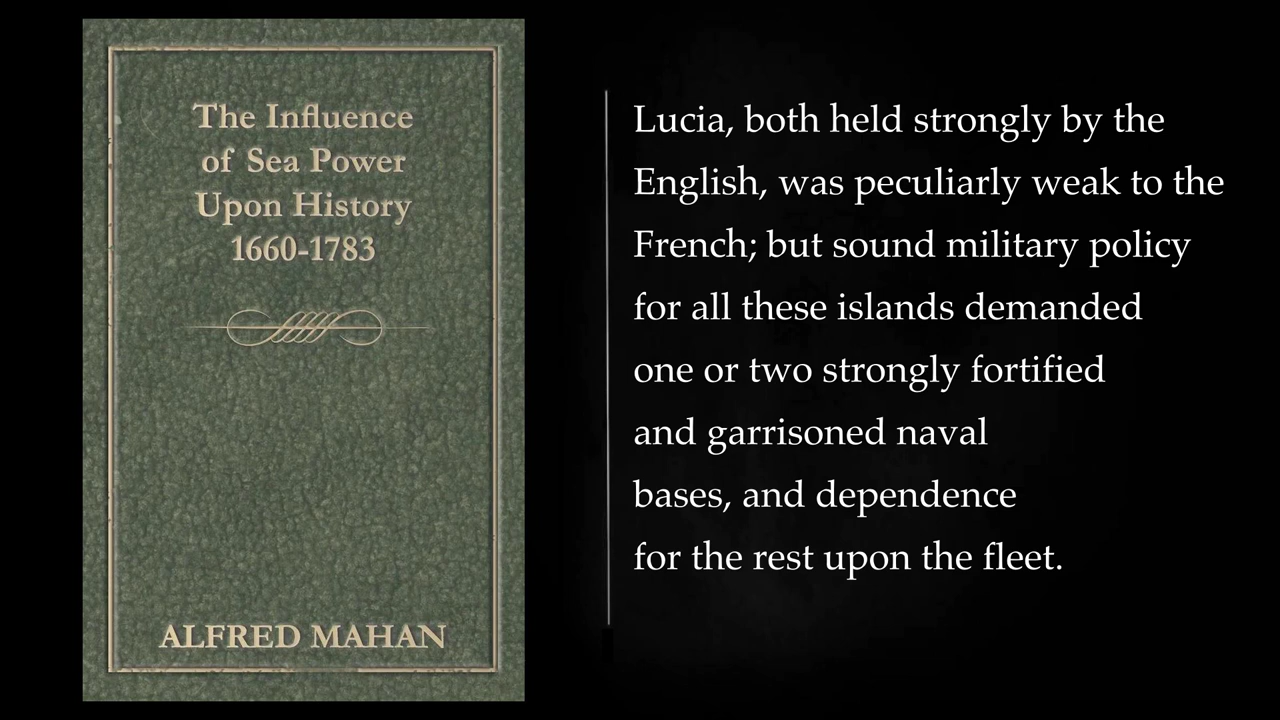 The Influence
of Sea Power
Upon History
1660-1783
ALFRED MAHAN
Lucia, both held strongly by the
English, was peculiarly weak to the
French; but sound military policy
for all these islands demanded
one or two strongly fortified
and garrisoned naval
bases, and dependence
for the rest upon the fleet.